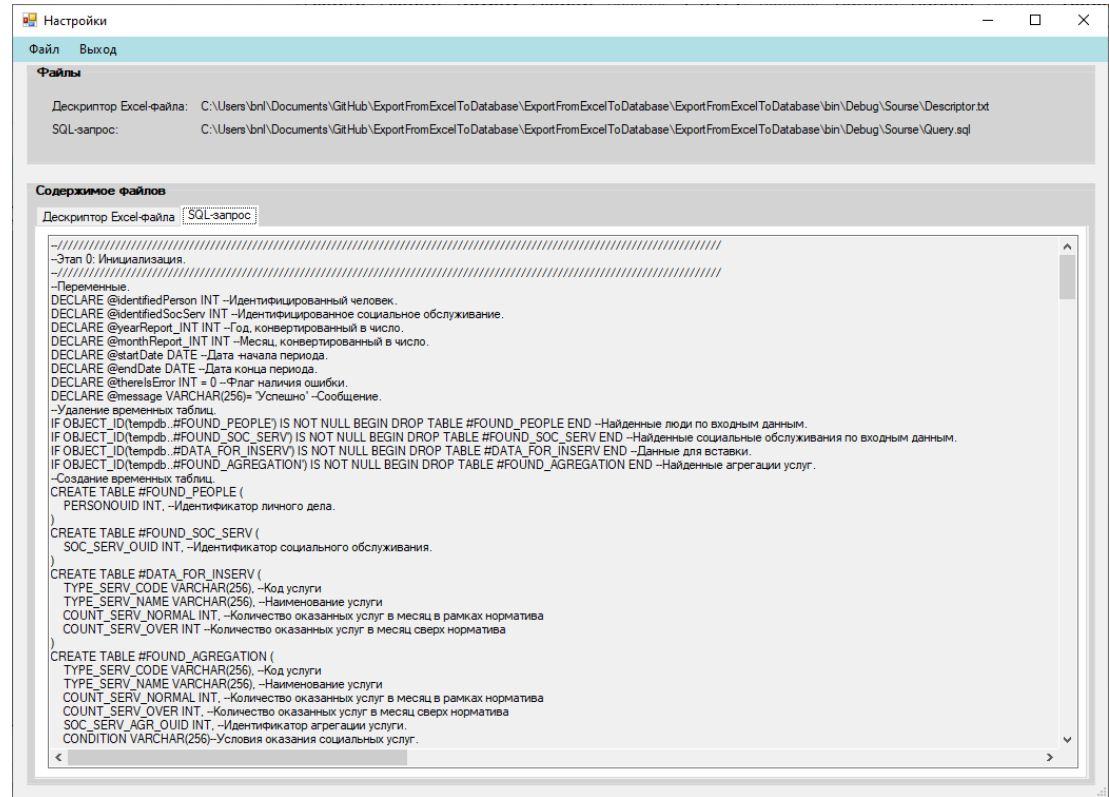 Настройки
Файл Выход
Файлы
Дескриптор Excel-файла: C:\Users\bnl\Documents\GitHub\ExportFromExcelToDatabase\ExportFromExcelToDatabase\ExportFromExcelToDatabase\bin\Debug\Sourse\Descriptor.txt
SQL-запрос: C:\Users\bnl\Documents\GitHub\ExportFromExcelToDatabase\ExportFromExcelToDatabase\ExportFromExcelToDatabase\bin\Debug\Sourse\Query.sql
Содержимое файлов
Дескриптор Excel-файла SQL-запрос
--///////////////////////////////////////////////////////////////////////////////////////////////////////////////////////////////
--Этап 0: Инициализация.
--///////////////////////////////////////////////////////////////////////////////////////////////////////////////////////////////
--Переменные.
DECLARE @identifiedPerson INT --Идентифицированный человек.
DECLARE @identifiedSocServ INT --Идентифицированное социальное обслуживание.
DECLARE @yearReport_INT INT --Год, конвертированный в число.
DECLARE @monthReport_INT INT --Месяц, конвертированный в число.
DECLARE @startDate DATE --Дата -начала периода.
DECLARE @endDate DATE --Дата конца периода.
DECLARE @thereIsError INT = 0 --Флаг наличия ошибки.
DECLARE @message VARCHAR(256)= 'Успешно' --Сообщение.
--Удаление временных таблиц.
IF OBJECT_ID('tempdb..#FOUND_PEOPLE') IS NOT NULL BEGIN DROP TABLE #FOUND_PEOPLE END --Найденные люди по входным данным.
IF OBJECT_ID('tempdb..#FOUND_SOC_SERV') IS NOT NULL BEGIN DROP TABLE #FOUND_SOC_SERV END --Найденные социальные обслуживания по входным данным.
IF OBJECT_ID('tempdb..#DATA_FOR_INSERV') IS NOT NULL BEGIN DROP TABLE #DATA_FOR_INSERV END --Данные для вставки.
IF OBJECT_ID('tempdb..#FOUND_AGREGATION') IS NOT NULL BEGIN DROP TABLE #FOUND_AGREGATION END --Найденные агрегации услуг.
--Создание временных таблиц.
CREATE TABLE #FOUND_PEOPLE (
PERSONOUID INT, --Идентификатор личного дела.
)
CREATE TABLE #FOUND_SOC_SERV (
SOC_SERV_OUID INT, --Идентификатор социального обслуживания.
)
CREATE TABLE #DATA_FOR_INSERV (
TYPE_SERV_CODE VARCHAR(256), --Код услуги
TYPE_SERV_NAME VARCHAR(256), --Наименование услуги
COUNT_SERV_NORMAL INT, --Количество оказанных услуг в месяц в рамках норматива
COUNT_SERV_OVER INT --Количество оказанных услуг в месяц сверх норматива
)
CREATE TABLE #FOUND_AGREGATION (
TYPE_SERV_CODE VARCHAR(256), --Код услуги
TYPE_SERV_NAME VARCHAR(256), --Наименование услуги
COUNT_SERV_NORMAL INT, --Количество оказанных услуг в месяц в рамках норматива
COUNT_SERV_OVER INT, --Количество оказанных услуг в месяц сверх норматива
SOC_SERV_AGR_OUID INT, --Идентификатор агрегации услуги.
CONDITION VARCHAR(256)--Условия оказания социальных услуг.